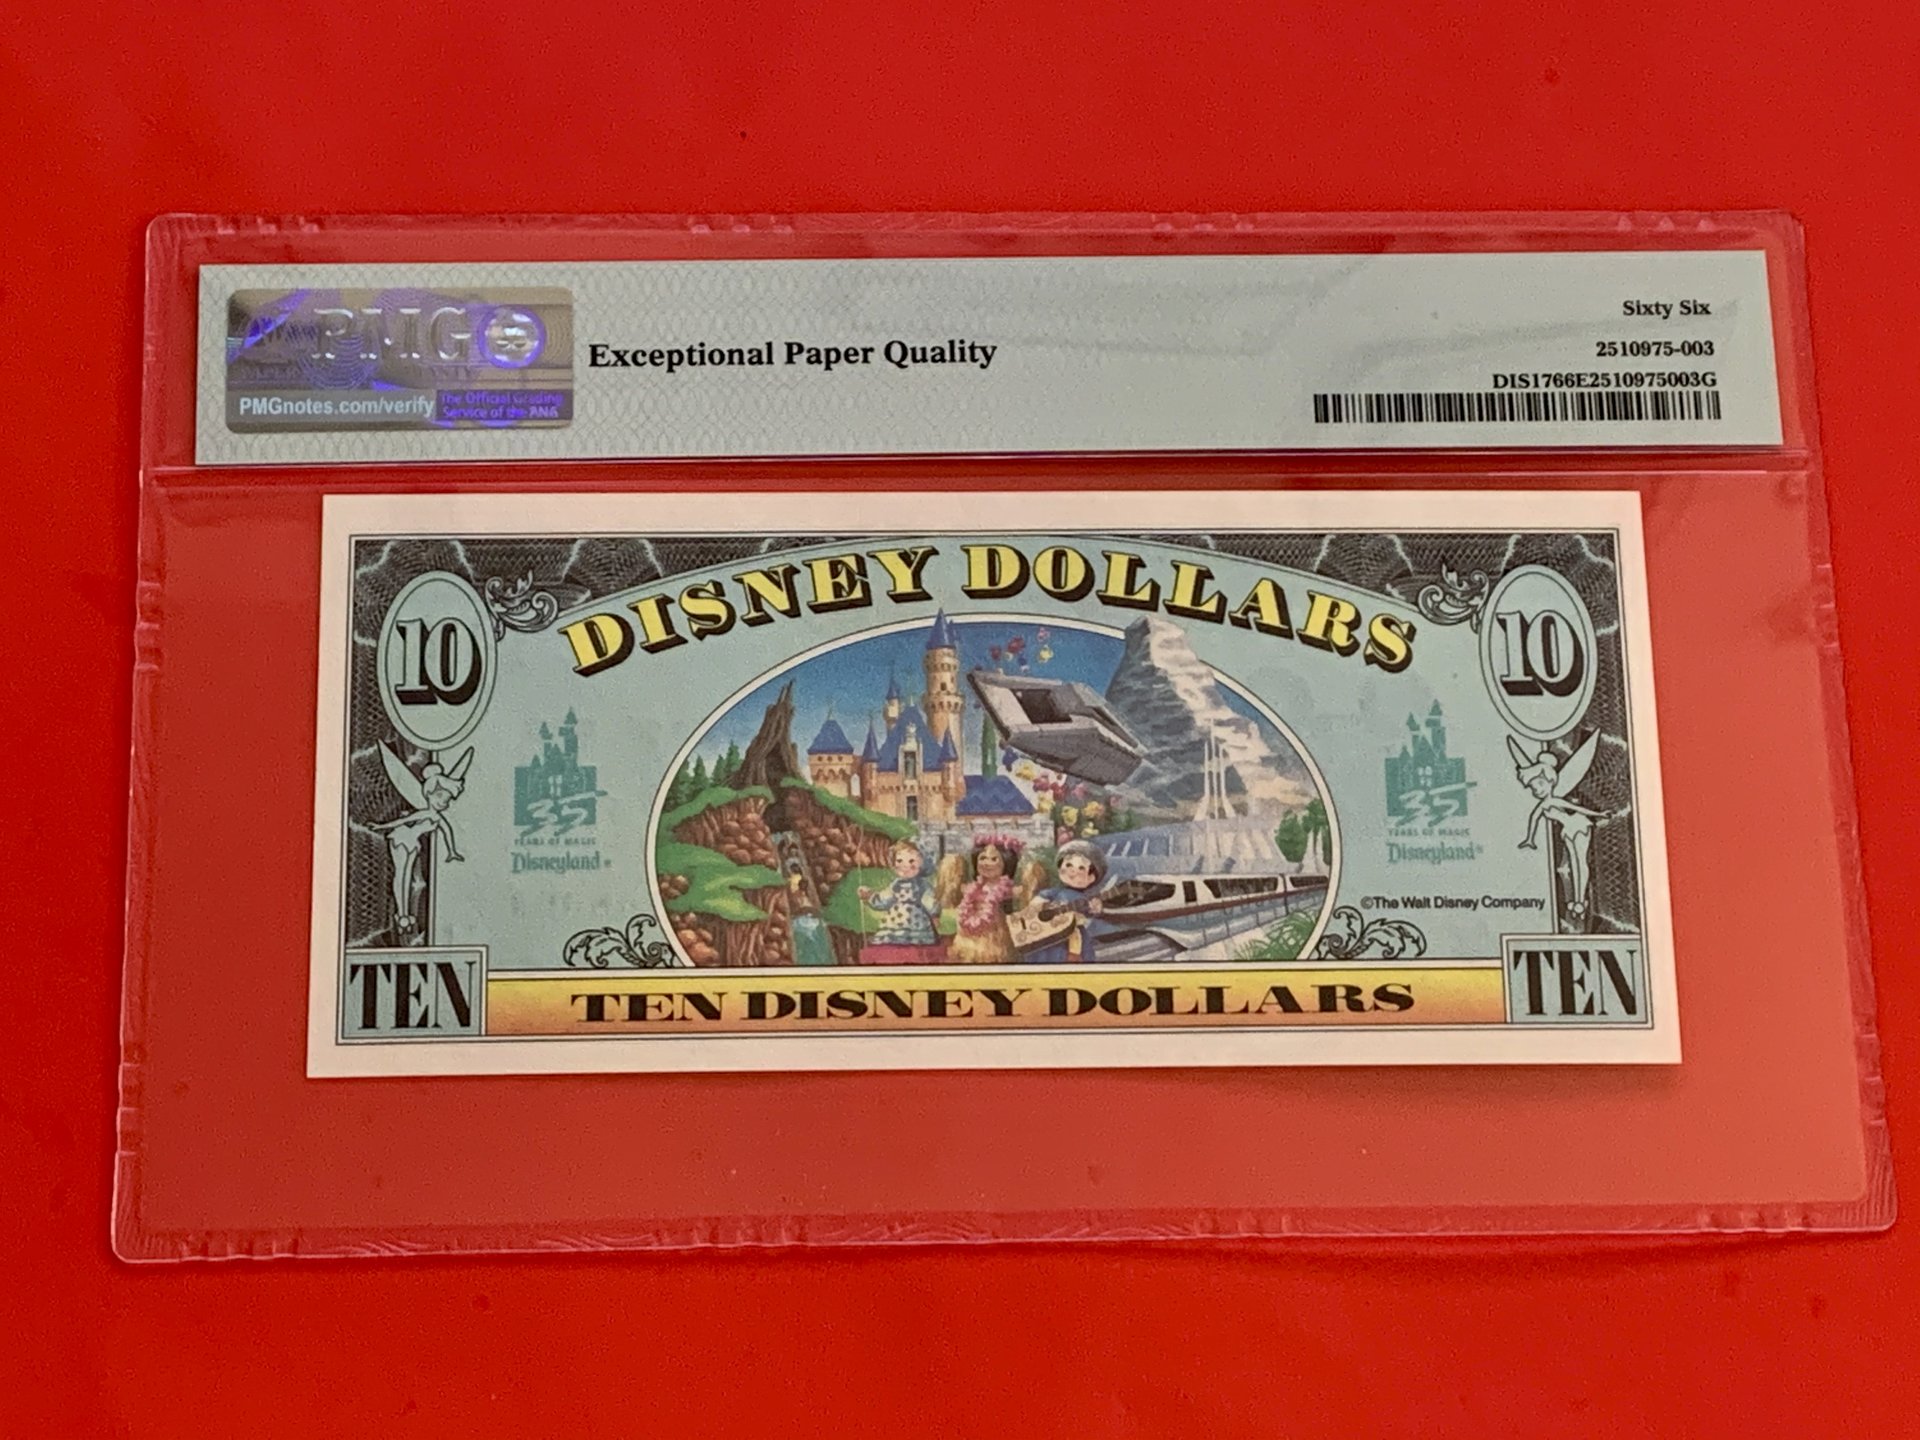 PMG
PMGnotes.com/verify
The Official Grading
Service of the ANA
Exceptional Paper Quality
Sixty Six
2510975-003
DIS1766E2510975003G
DISNEY DOLLARS
10
10
35
YEARS OF MAGIC
Disneyland®
35
YEARS OF MAGIC
Disneyland®
©The Walt Disney Company
TEN
TEN DISNEY DOLLARS
TEN